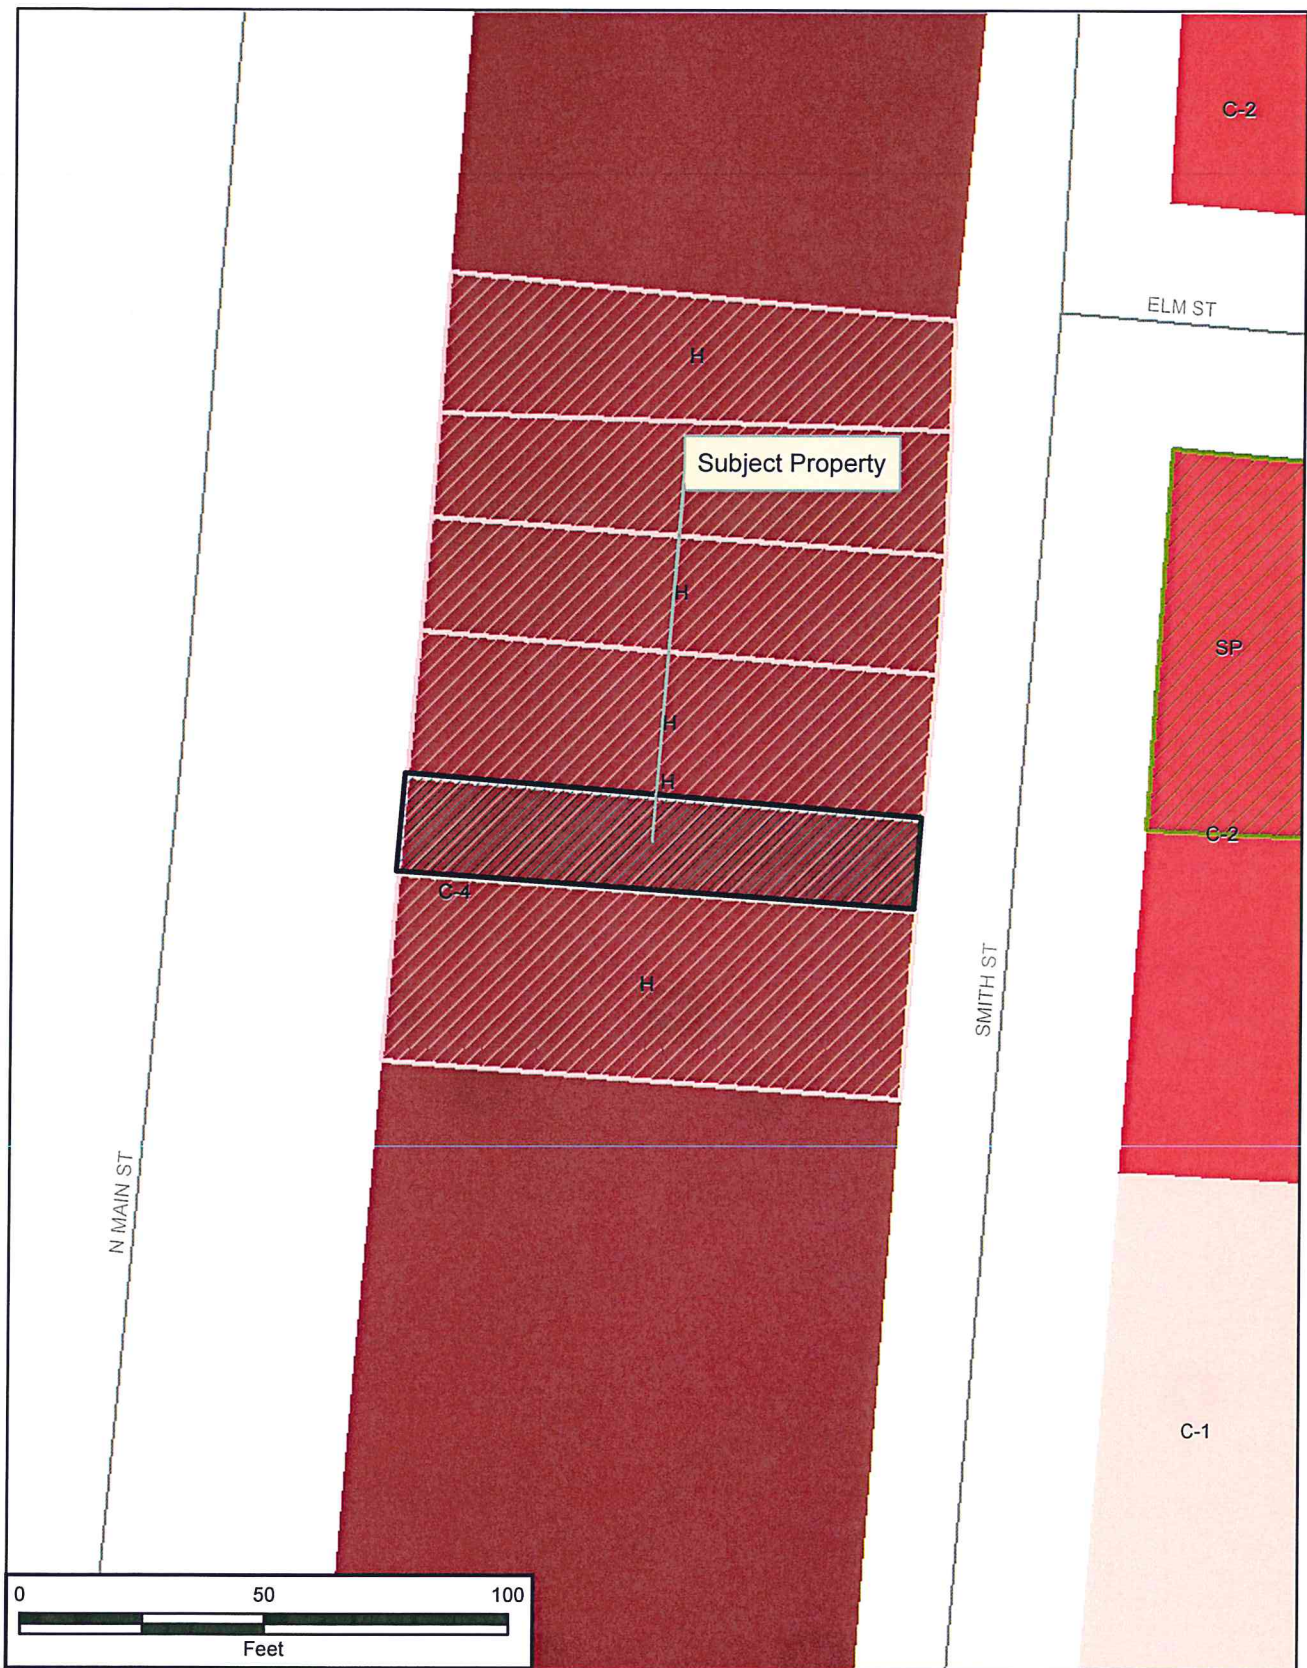 C-2
ELM ST
H
Subject Property
H
SP
H
H
C-2
C-4
H
SMITH ST
N MAIN ST
C-1
0 50 100
Feet